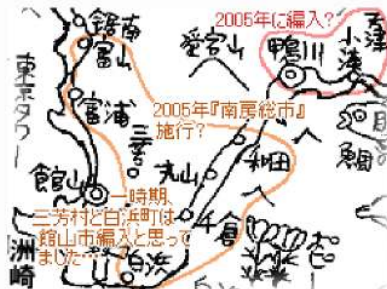 2005年に編入?
鋸南
富山
愛宕山
鴨川
天津
小湊
東京タワー
富浦
2005年『南房総市』
施行?
三芳
丸山
和田
鯛
館山
一時期、
三芳村と白浜町は
館山市編入と思って
ました…
千倉
洲崎
白浜